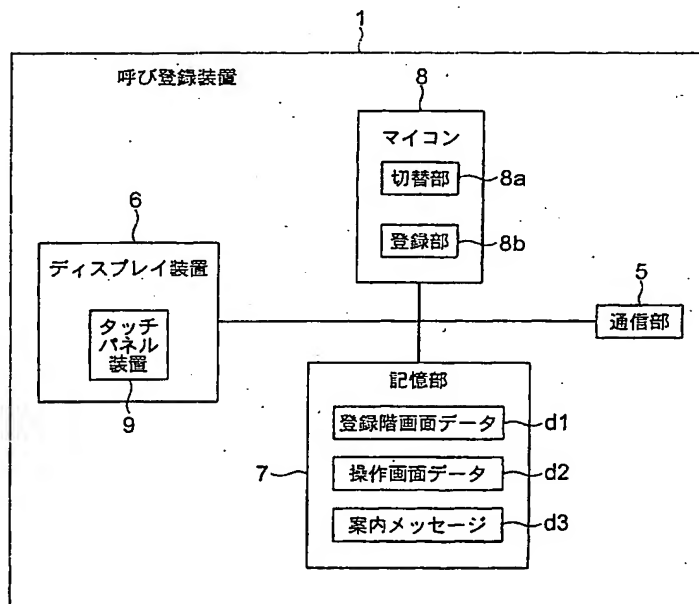 1
呼び登録装置
8
マイコン
切替部
8a
登録部
8b
6
ディスプレイ装置
タッチ
パネル
装置
9
5
通信部
記憶部
7
登録階画面データ
d1
操作画面データ
d2
案内メッセージ
d3